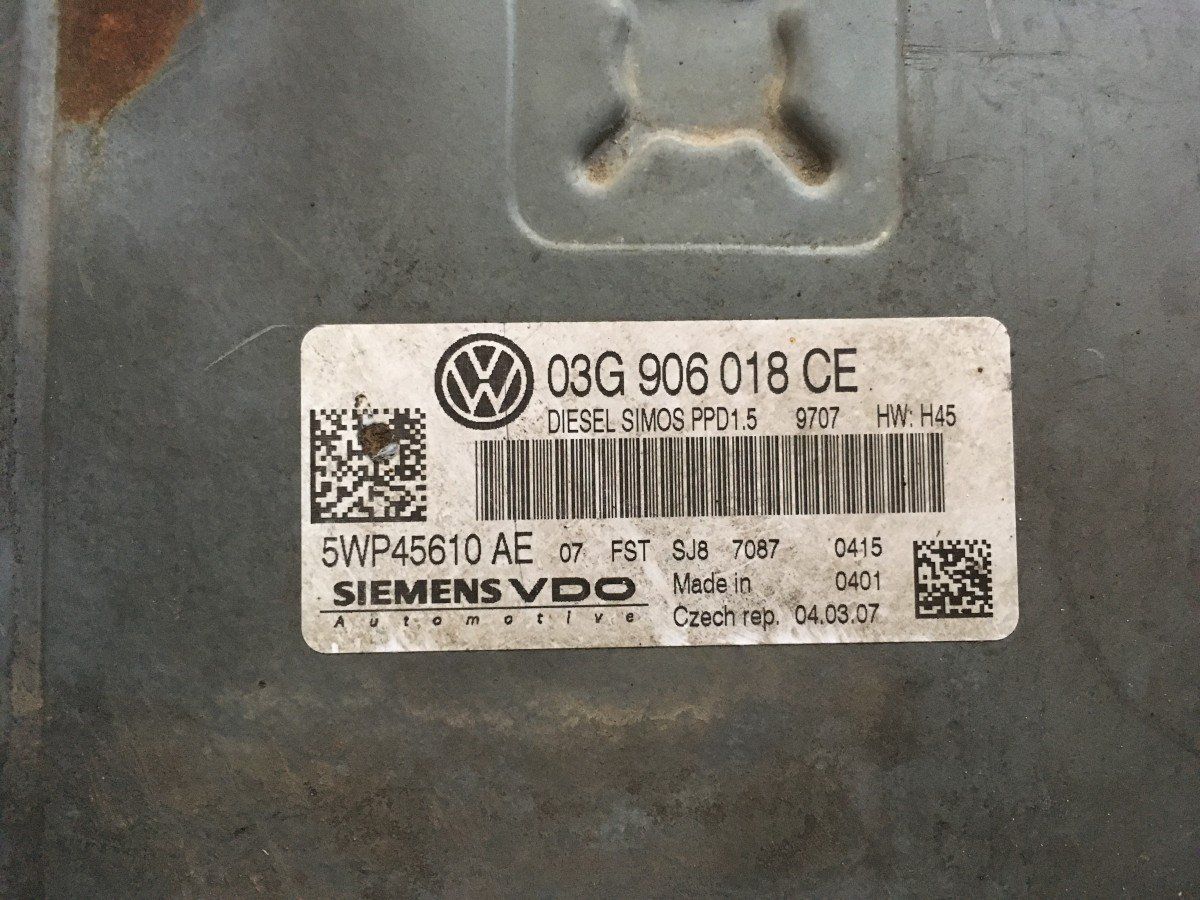 03G 906 018 CE
DIESEL SIMOS PPD1.5 9707 HW: H45
5WP45610 AE 07 FST SJ8 7087 0415
SIEMENS VDO Made in 0401
Automotive Czech rep. 04.03.07